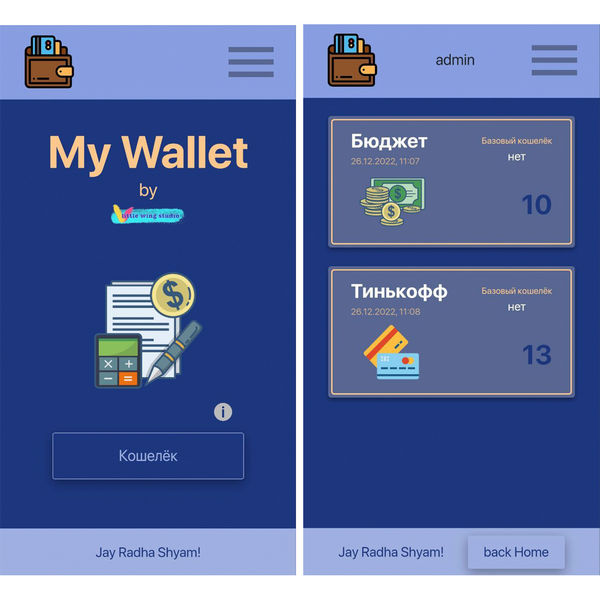 My Wallet
by
little wing studio
Кошелёк
Jay Radha Shyam!
admin
Бюджет
Базовый кошелёк
26.12.2022, 11:07
нет
10
Тинькофф
Базовый кошелёк
26.12.2022, 11:08
нет
13
Jay Radha Shyam!
back Home